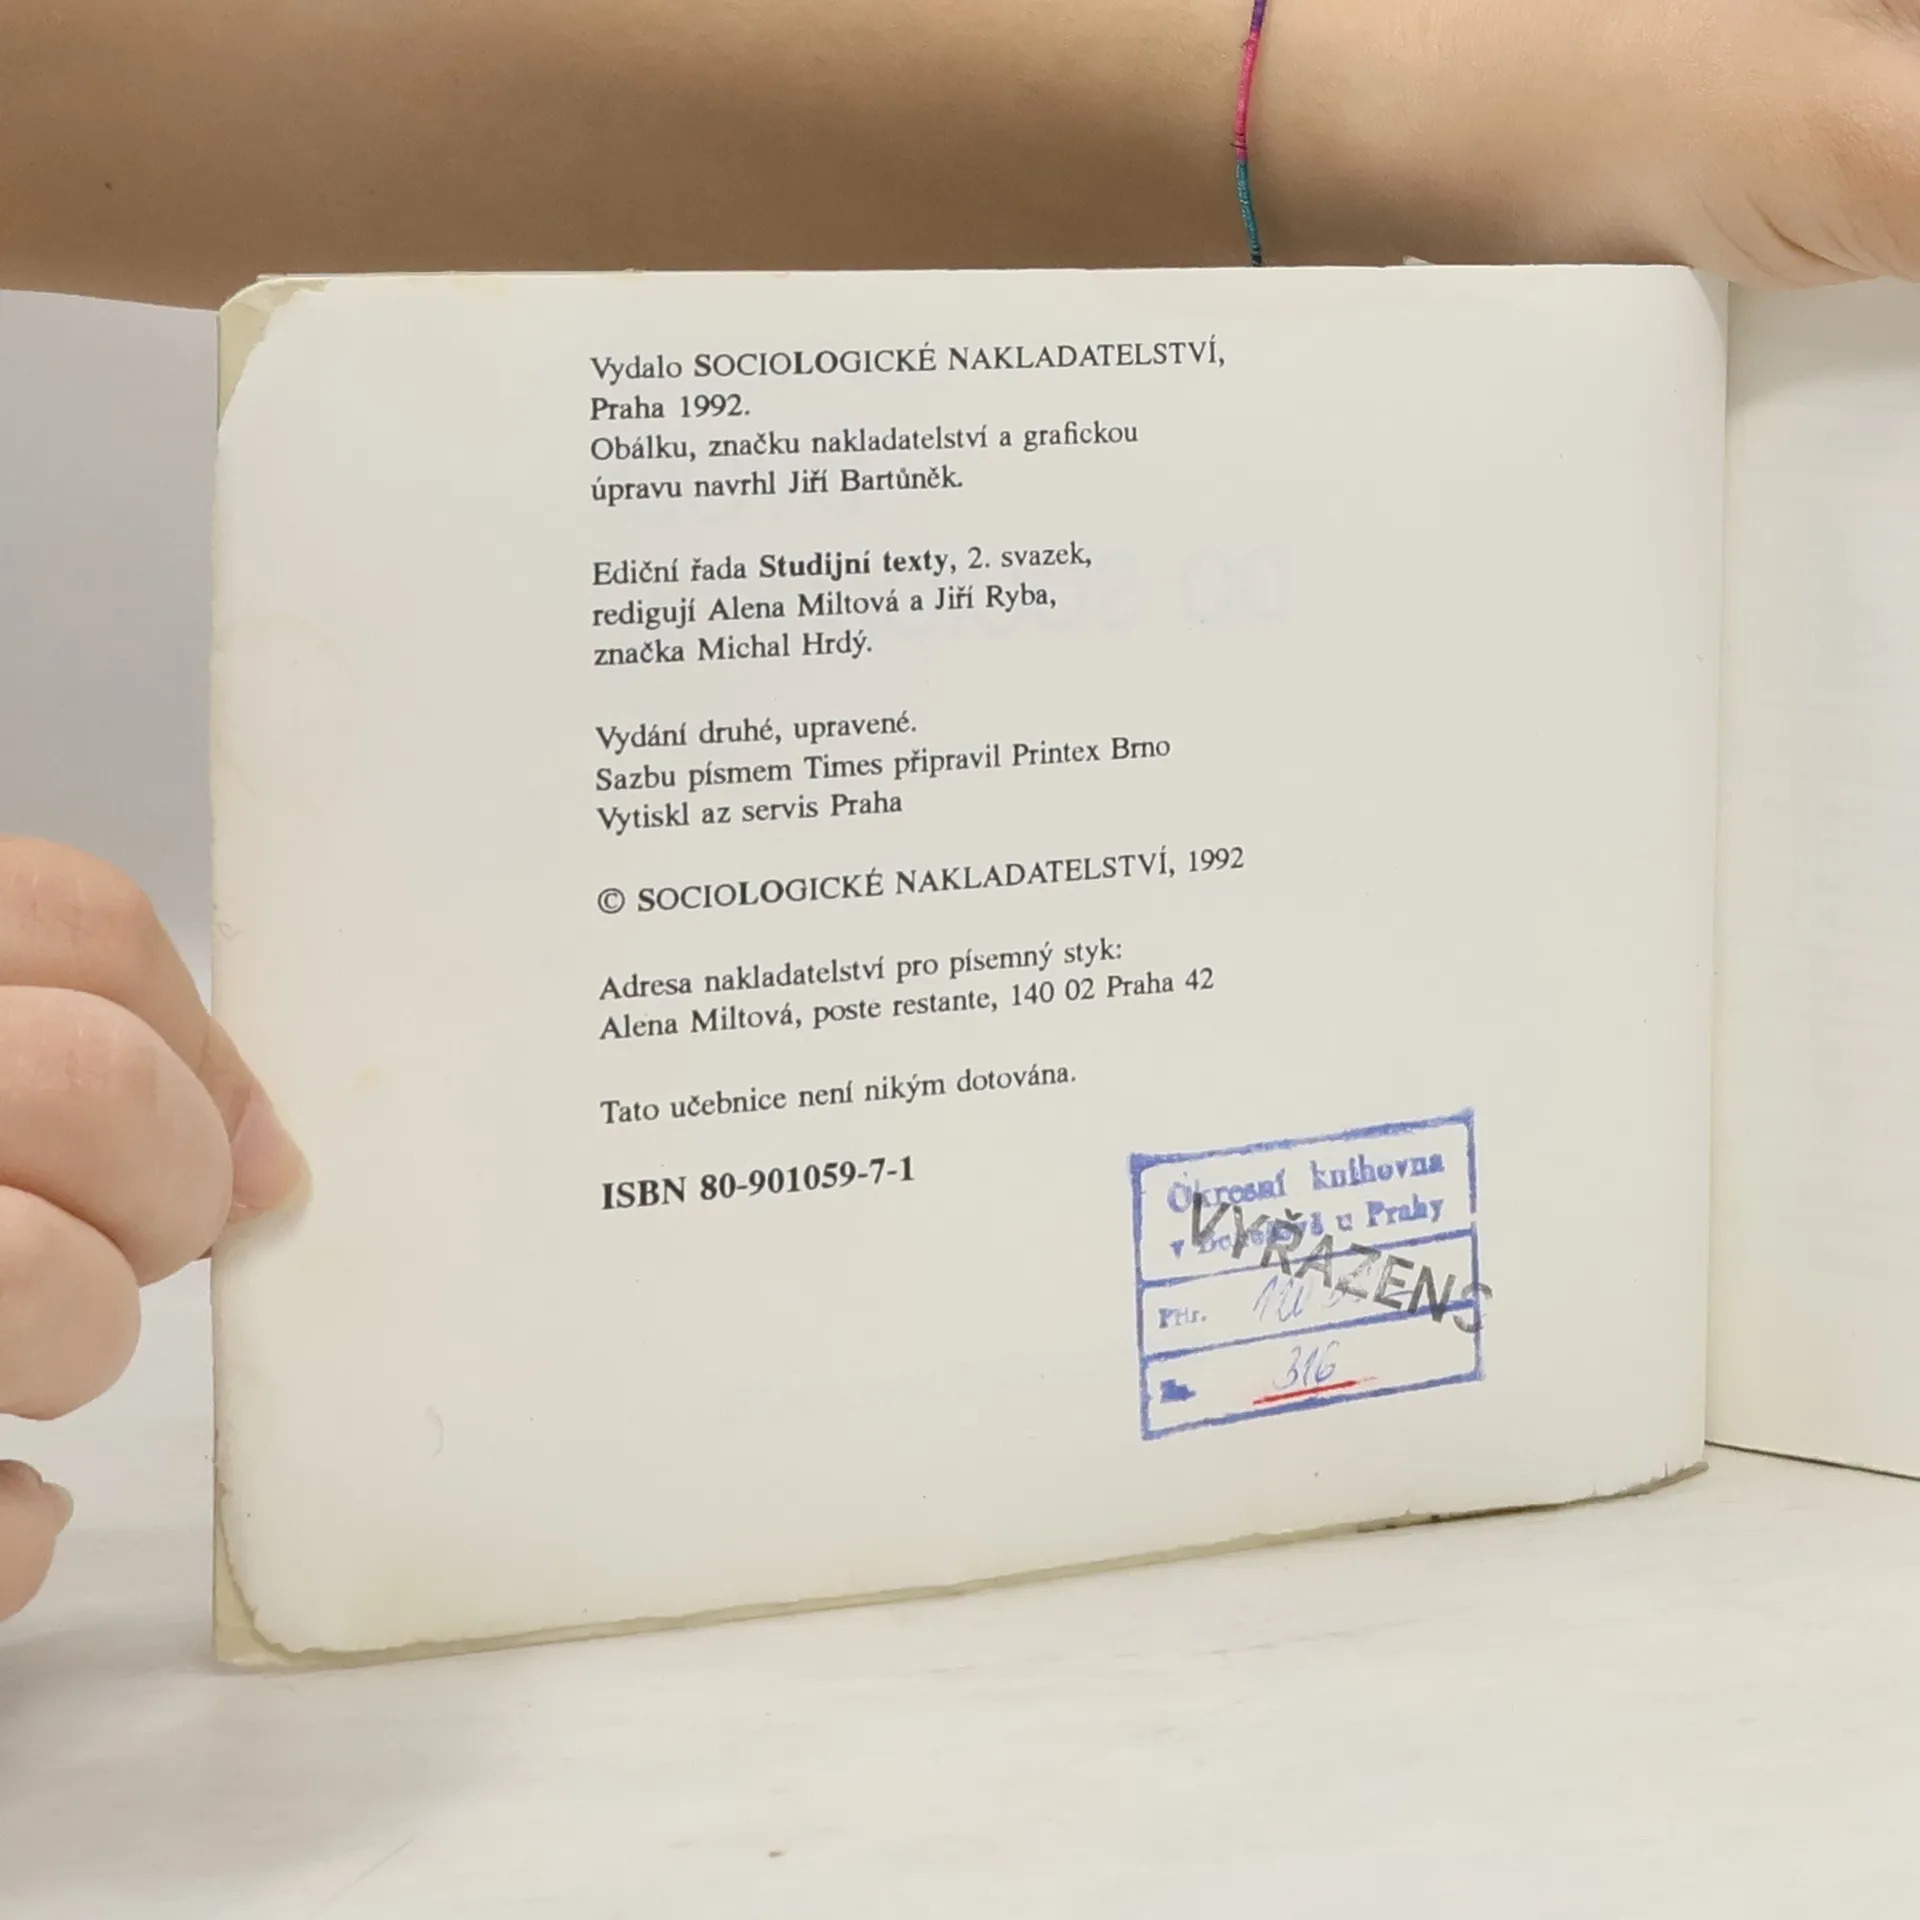 Vydalo SOCIOLOGICKÉ NAKLADATELSTVÍ,
Praha 1992.
Obálku, značku nakladatelství a grafickou
úpravu navrhl Jiří Bartůněk.
Ediční řada Studijní texty, 2. svazek,
redigují Alena Miltová a Jiří Ryba,
značka Michal Hrdý.
Vydání druhé, upravené.
Sazbu písmem Times připravil Printex Brno
Vytiskl az servis Praha
© SOCIOLOGICKÉ NAKLADATELSTVÍ, 1992
Adresa nakladatelství pro písemný styk:
Alena Miltová, poste restante, 140 02 Praha 42
Tato učebnice není nikým dotována.
ISBN 80-901059-7-1
Okresní knihovna
v u Prahy
VYŘAZENO
Přír.
316